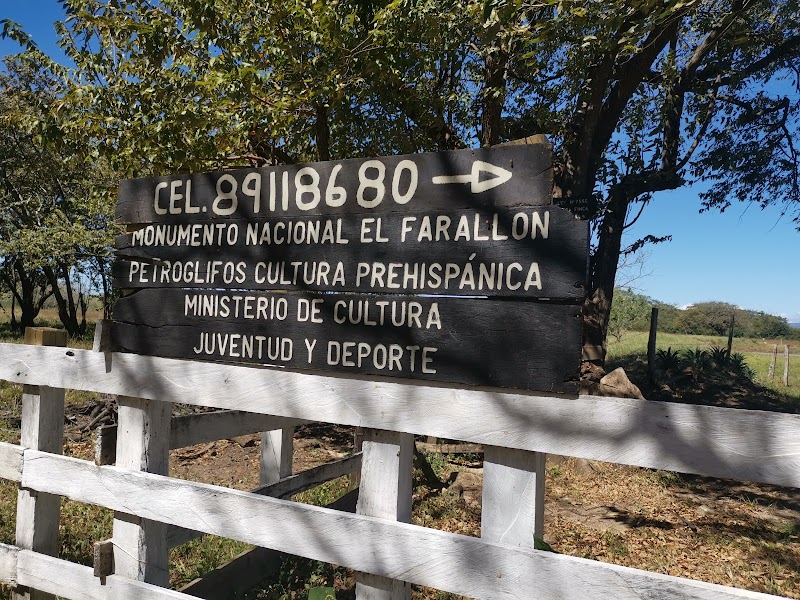 CEL. 89118680
MONUMENTO NACIONAL EL FARALLON
PETROGLIFOS CULTURA PREHISPÁNICA
MINISTERIO DE CULTURA
JUVENTUD Y DEPORTE